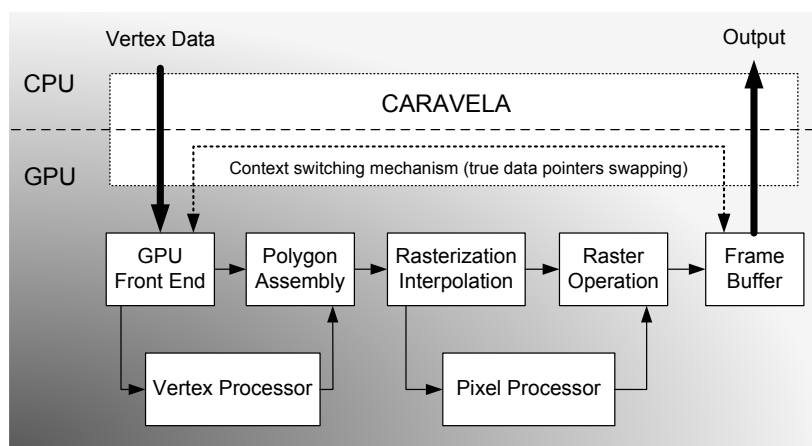 Vertex Data
Output
CPU
CARAVELA
GPU
Context switching mechanism (true data pointers swapping)
GPU
Front End
Polygon
Assembly
Rasterization
Interpolation
Raster
Operation
Frame
Buffer
Vertex Processor
Pixel Processor